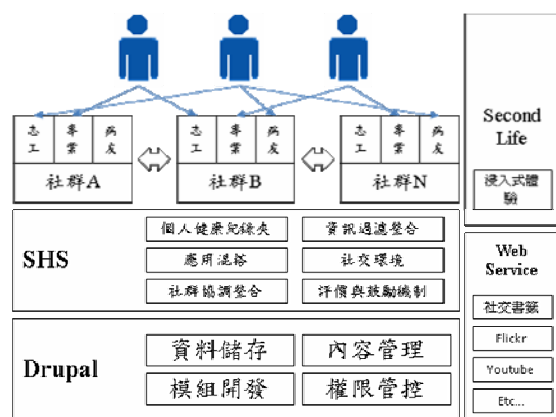 志工 專業 病友
志工 專業 病友
志工 專業 病友
社群A
社群B
社群N
SHS
個人健康紀錄夾
資訊過濾整合
應用混搭
社交環境
社群協調整合
評價與鼓勵機制
Drupal
資料儲存
內容管理
模組開發
權限管控
Second
Life
浸入式體
驗
Web
Service
社交書籤
Flickr
Youtube
Etc...